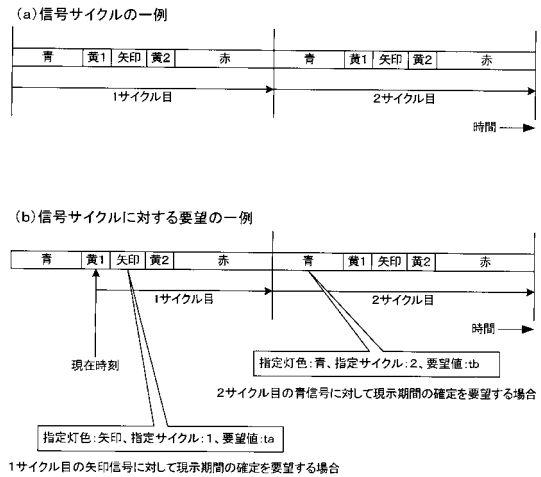 (a)信号サイクルの一例
青 黄1 矢印 黄2 赤 青 黄1 矢印 黄2 赤
1サイクル目 2サイクル目
時間
(b)信号サイクルに対する要望の一例
青 黄1 矢印 黄2 赤 青 黄1 矢印 黄2 赤
1サイクル目 2サイクル目
時間
現在時刻
指定灯色:青、指定サイクル:2、要望値:tb
2サイクル目の青信号に対して現示期間の確定を要望する場合
指定灯色:矢印、指定サイクル:1、要望値:ta
1サイクル目の矢印信号に対して現示期間の確定を要望する場合